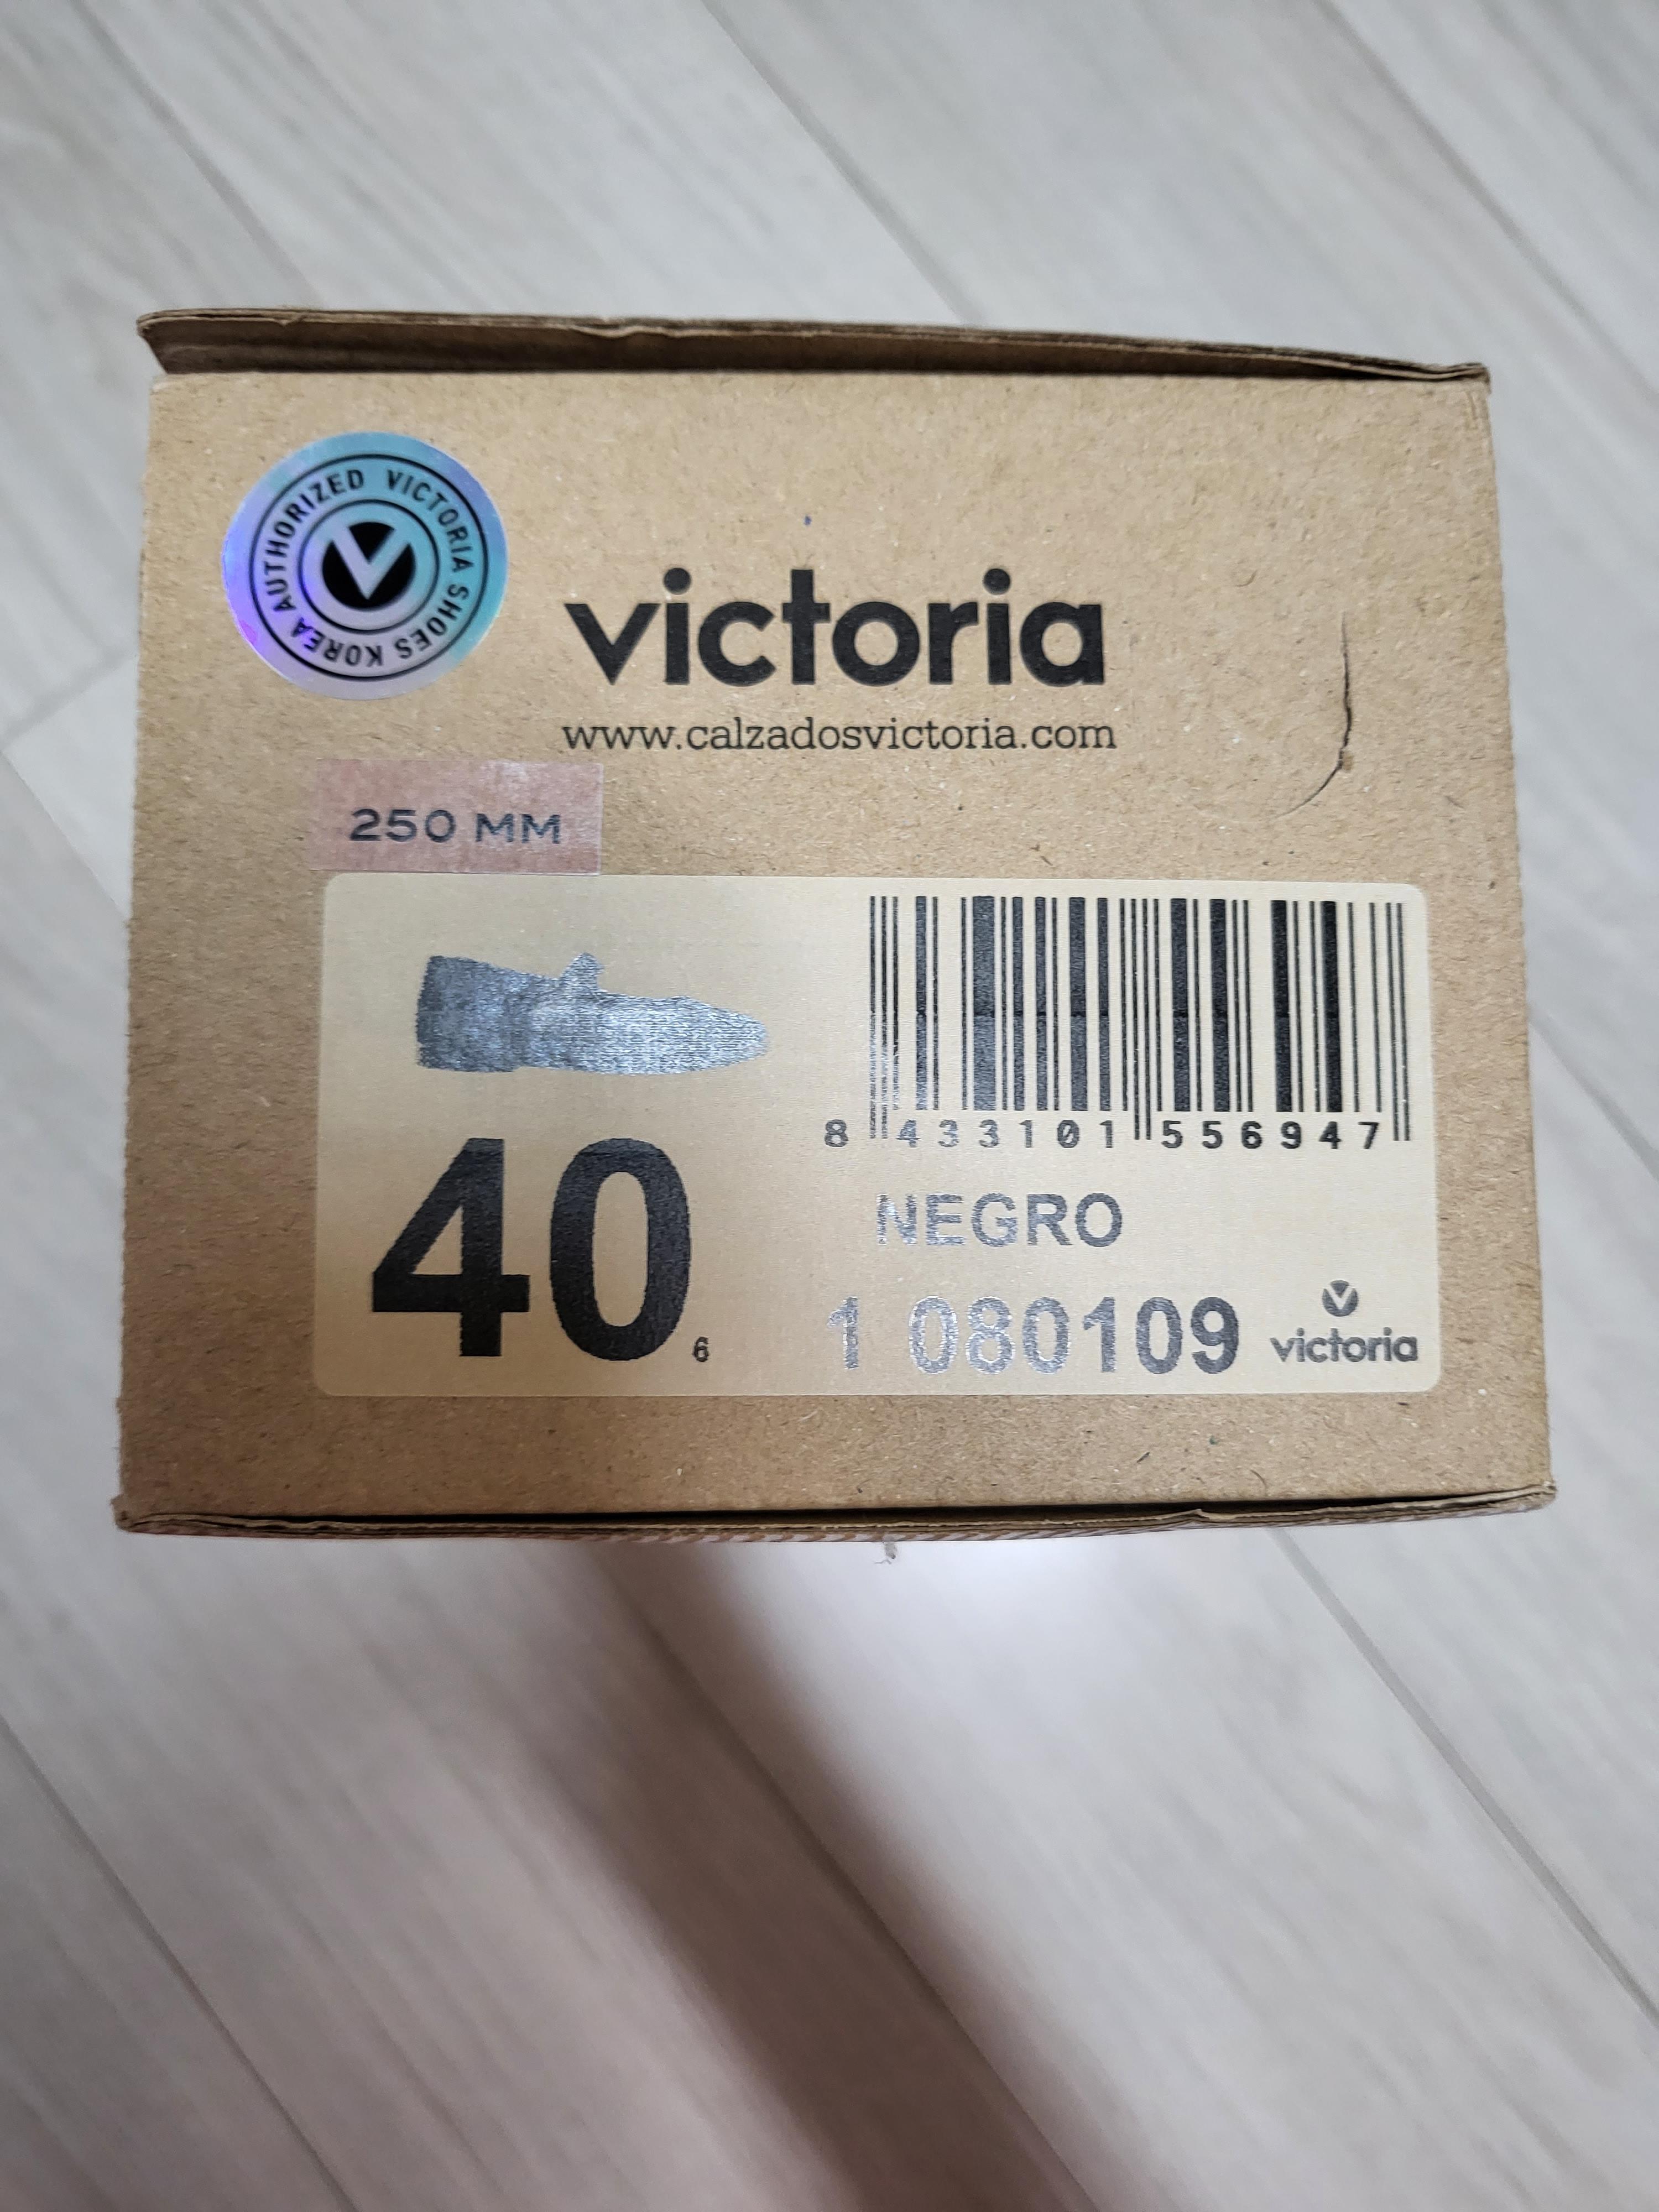 AUTHORIZED VICTORIA SHOES KOREA
victoria
www.calzadosvictoria.com
250 MM
8 433101 556947
40 6
NEGRO
1 080109
victoria